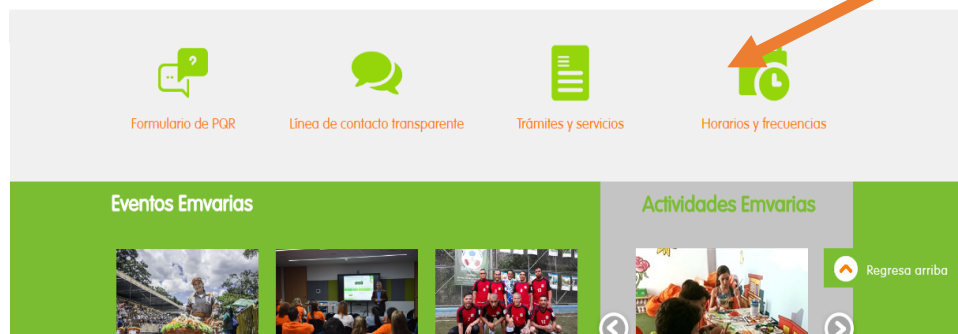 Formulario de PQR
Línea de contacto transparente
Trámites y servicios
Horarios y frecuencias
Eventos Emvarias
Actividades Emvarias
Regresa arriba